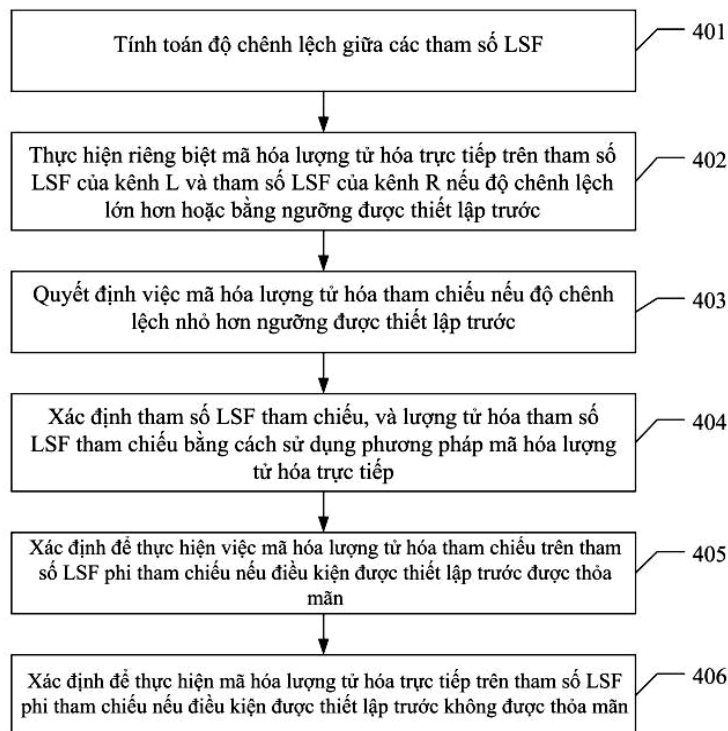 Tính toán độ chênh lệch giữa các tham số LSF
401
Thực hiện riêng biệt mã hóa lượng tử hóa trực tiếp trên tham số
LSF của kênh L và tham số LSF của kênh R nếu độ chênh lệch
lớn hơn hoặc bằng ngưỡng được thiết lập trước
402
Quyết định việc mã hóa lượng tử hóa tham chiếu nếu độ chênh
lệch nhỏ hơn ngưỡng được thiết lập trước
403
Xác định tham số LSF tham chiếu, và lượng tử hóa tham số
LSF tham chiếu bằng cách sử dụng phương pháp mã hóa lượng
tử hóa trực tiếp
404
Xác định để thực hiện việc mã hóa lượng tử hóa tham chiếu trên tham
số LSF phi tham chiếu nếu điều kiện được thiết lập trước được thỏa
mãn
405
Xác định để thực hiện mã hóa lượng tử hóa trực tiếp trên tham số LSF
phi tham chiếu nếu điều kiện được thiết lập trước không được thỏa mãn
406